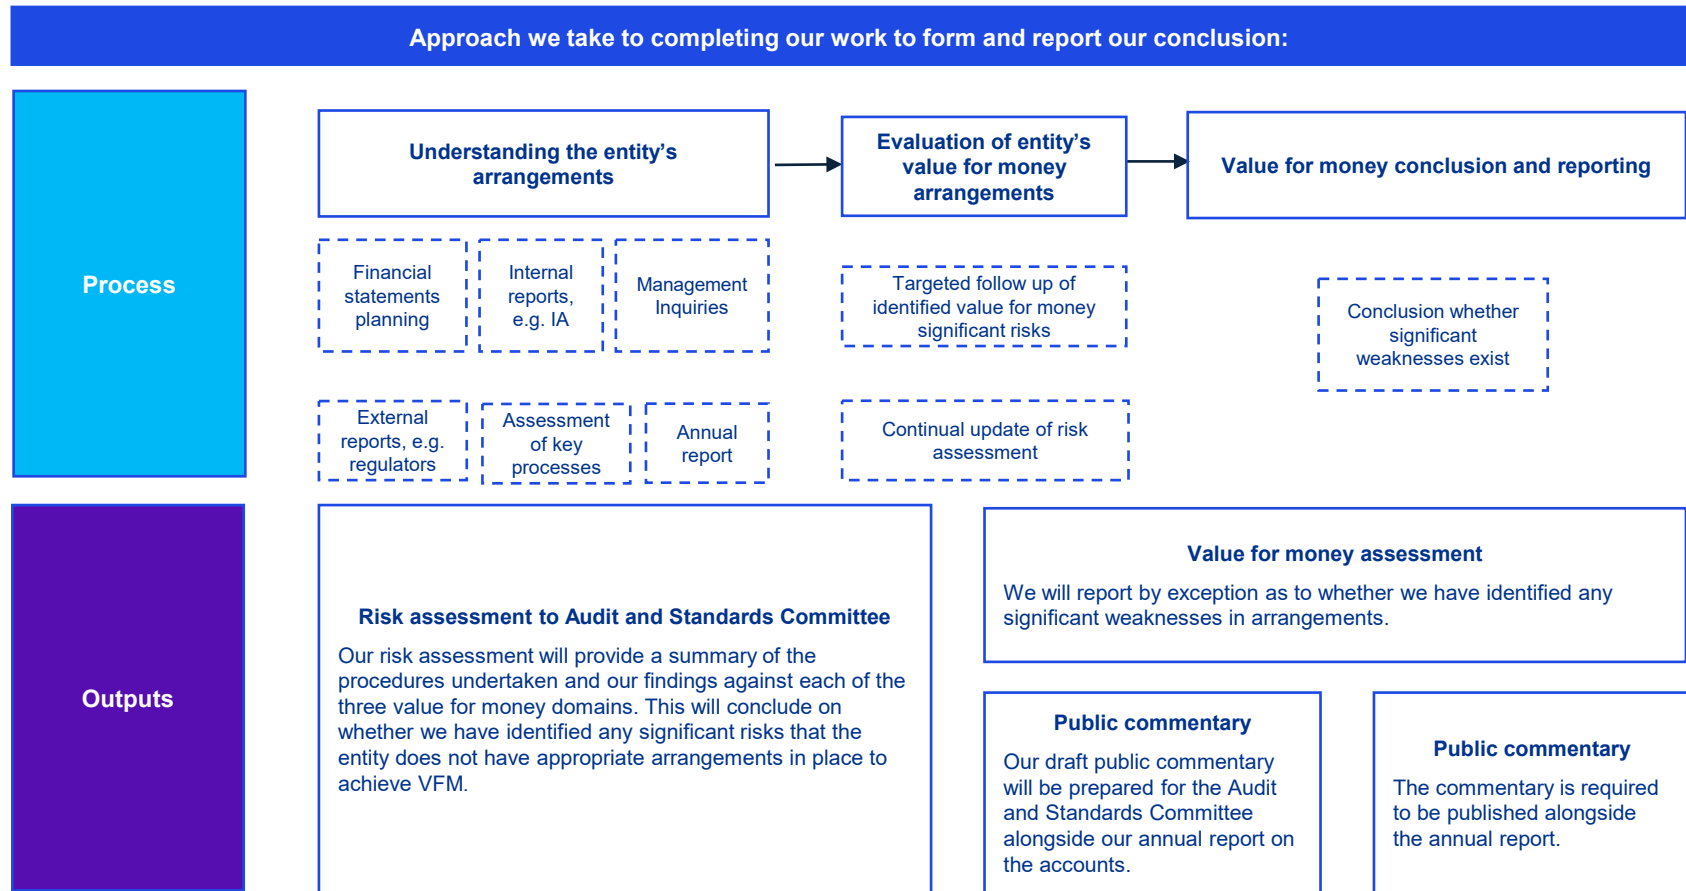 Approach we take to completing our work to form and report our conclusion:
Process
Understanding the entity's
arrangements
Evaluation of entity's
value for money
arrangements
Value for money conclusion and reporting
Financial
statements
planning
Internal
reports,
e.g. IA
Management
Inquiries
Targeted follow up of
identified value for money
significant risks
Conclusion whether
significant
weaknesses exist
External
reports, e.g.
regulators
Assessment
of key
processes
Annual
report
Continual update of risk
assessment
Outputs
Risk assessment to Audit and Standards Committee
Our risk assessment will provide a summary of the
procedures undertaken and our findings against each of the
three value for money domains. This will conclude on
whether we have identified any significant risks that the
entity does not have appropriate arrangements in place to
achieve VFM.
Value for money assessment
We will report by exception as to whether we have identified any
significant weaknesses in arrangements.
Public commentary
Our draft public commentary
will be prepared for the Audit
and Standards Committee
alongside our annual report on
the accounts.
Public commentary
The commentary is required
to be published alongside
the annual report.